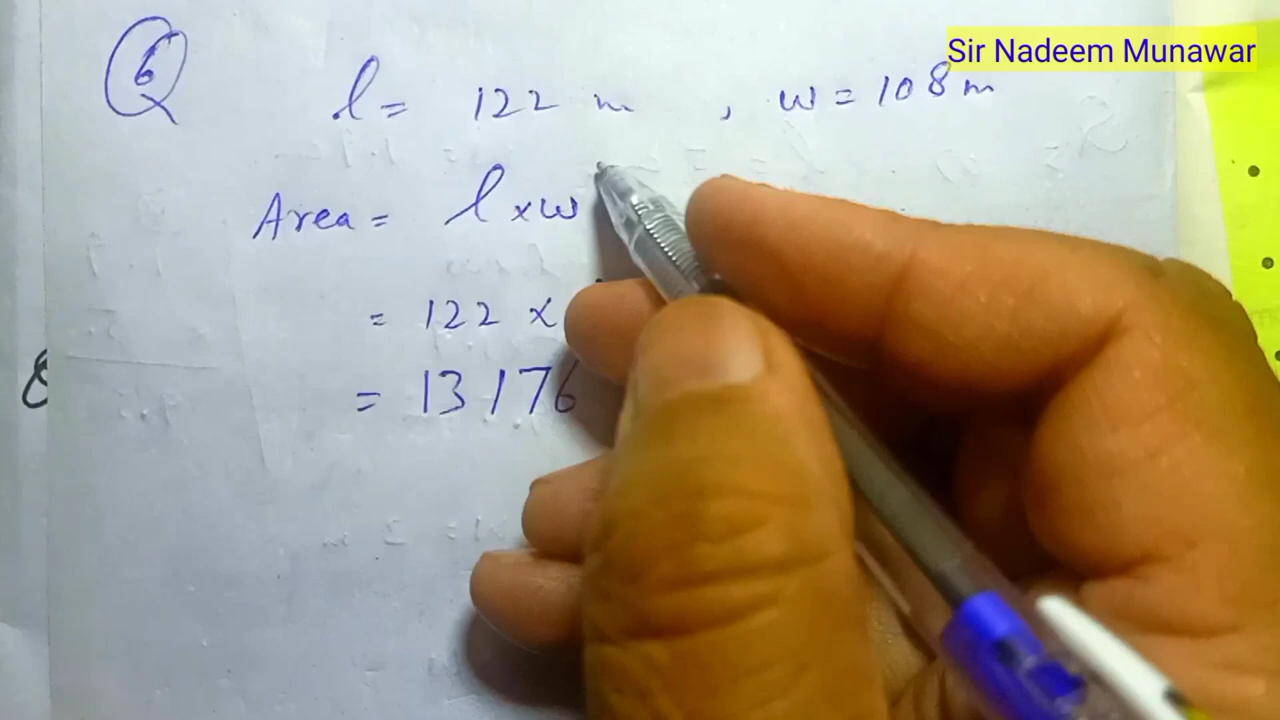 Sir Nadeem Munawar
Q6 l = 122 m , w = 108 m
Area = l × w
= 122 ×
= 13176